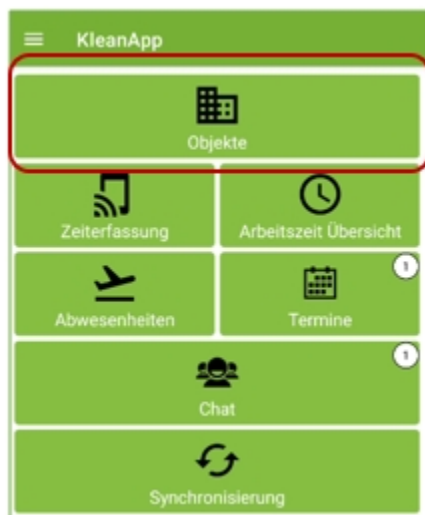 KleanApp
Objekte
Zeiterfassung
Arbeitszeit Übersicht
Abwesenheiten
1
Termine
1
Chat
Synchronisierung